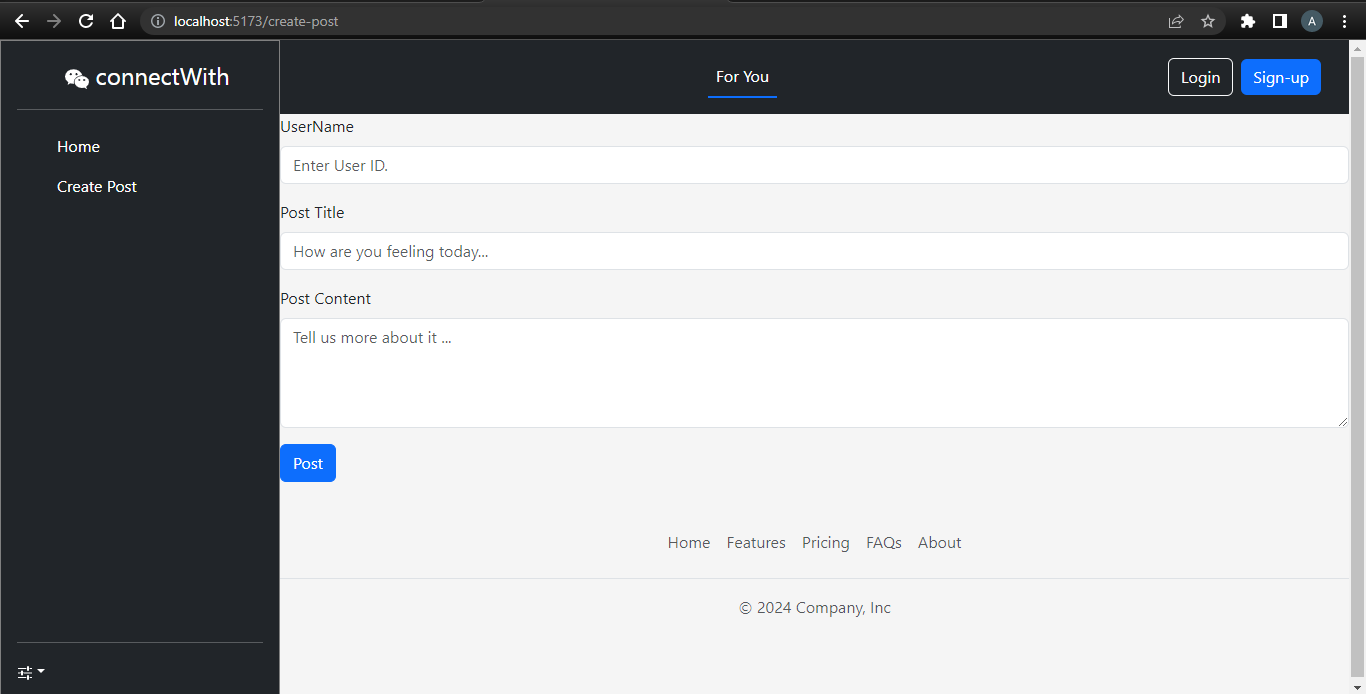 localhost:5173/create-post
A
connectWith
Home
Create Post
For You
Login
Sign-up
UserName
Enter User ID.
Post Title
How are you feeling today...
Post Content
Tell us more about it ...
Post
Home Features Pricing FAQs About
© 2024 Company, Inc